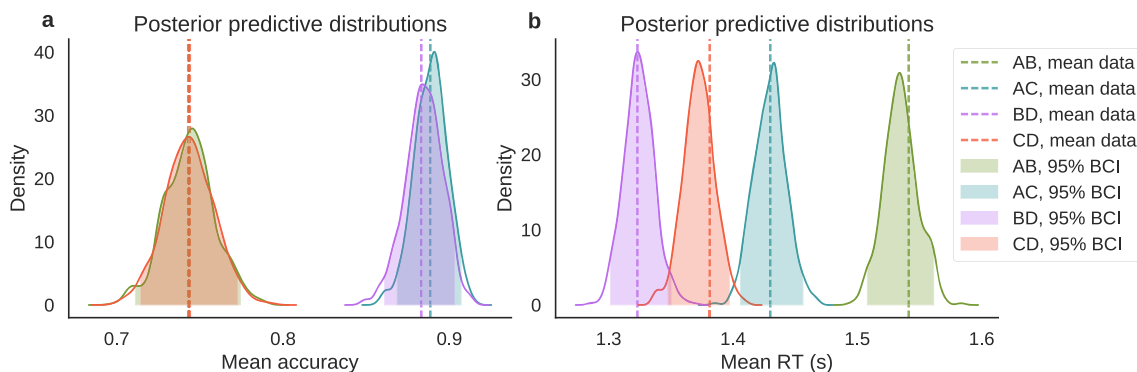 a
Posterior predictive distributions
40
30
20
10
0
Density
0.7
0.8
0.9
Mean accuracy
b
Posterior predictive distributions
30
20
10
0
Density
1.3
1.4
1.5
1.6
Mean RT (s)
AB, mean data
AC, mean data
BD, mean data
CD, mean data
AB, 95% BCI
AC, 95% BCI
BD, 95% BCI
CD, 95% BCI